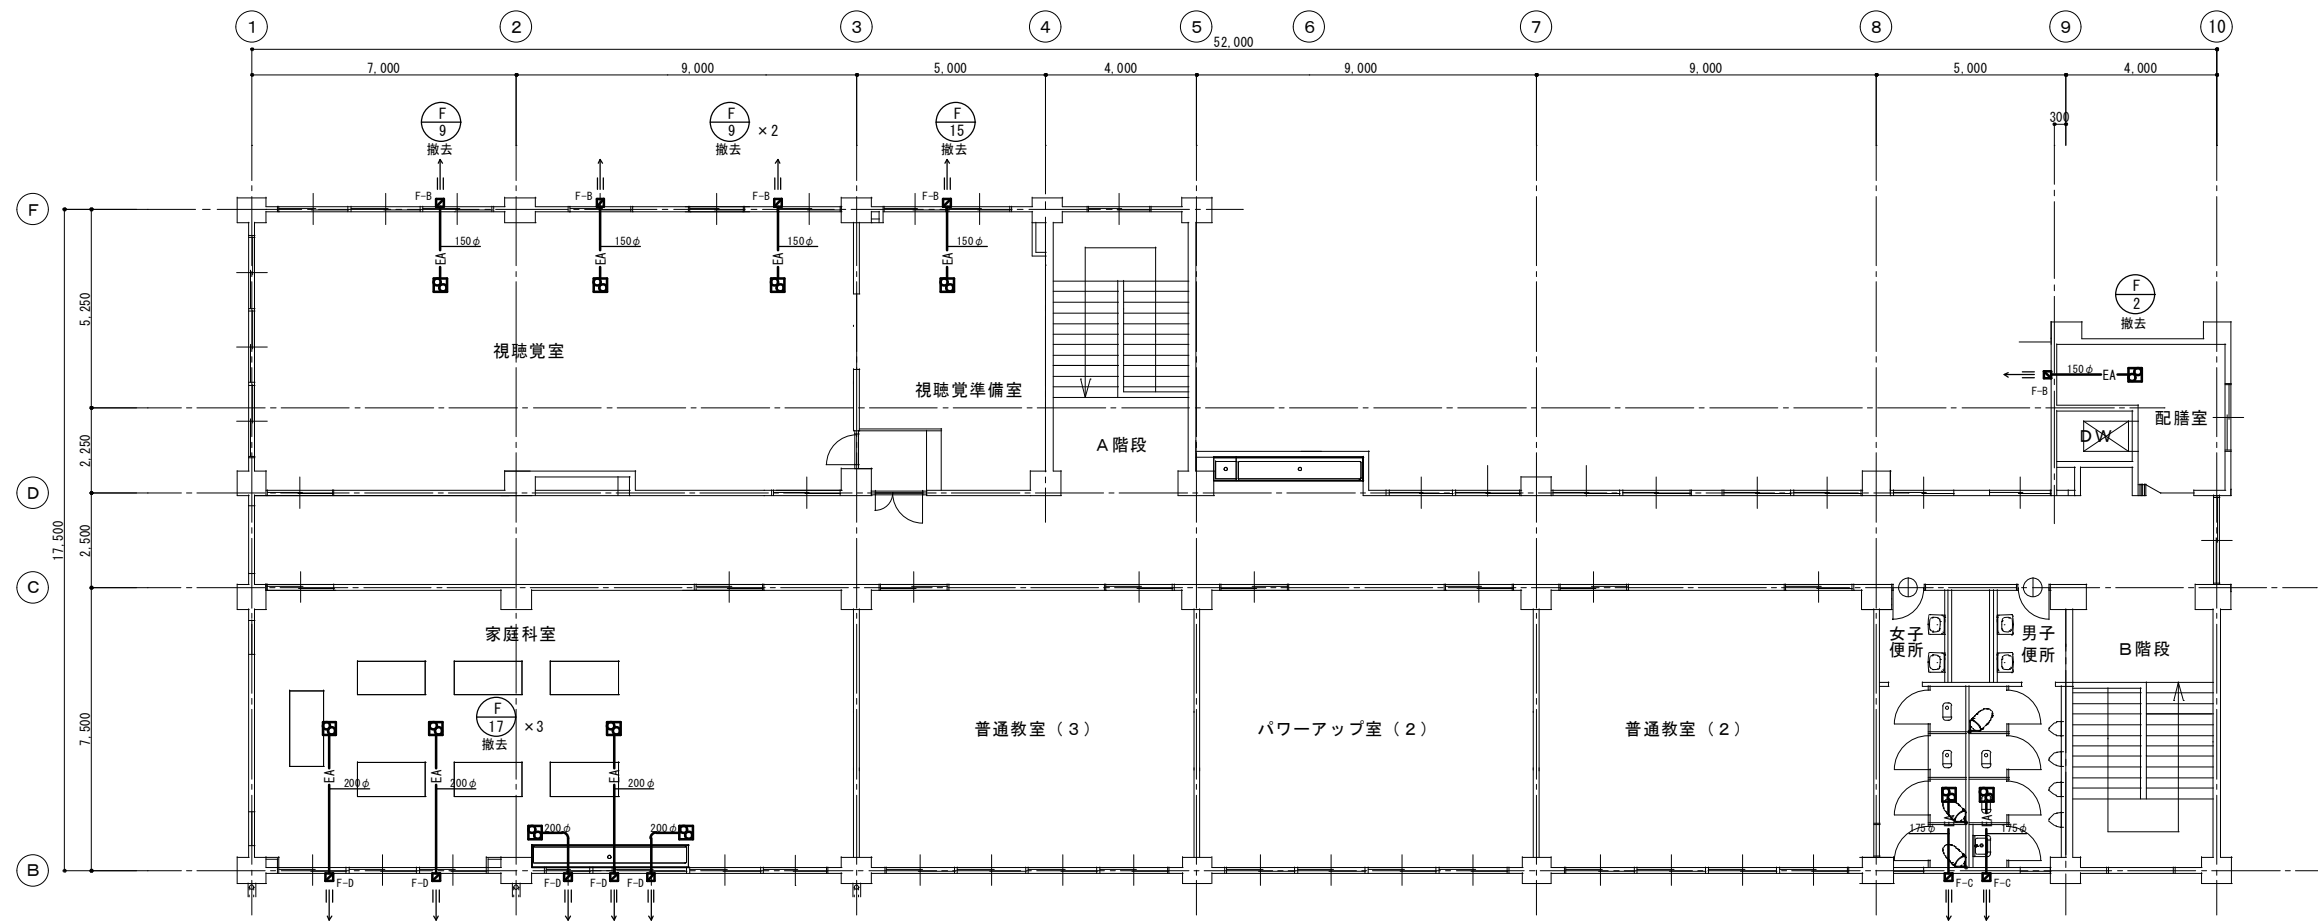 1 2 3 4 5 6 7 8 9 10
52,000
7,000 9,000 5,000 4,000 9,000 9,000 5,000 4,000
300
F 9 撤去
F 9 ×2 撤去
F 15 撤去
F
F-B F-B F-B F-B
150φ 150φ 150φ 150φ
EA EA EA EA
F 2 撤去
5,250
視聴覚室
視聴覚準備室
150φ EA
F-B
配膳室
DW
A階段
2,250
D
17,500
2,500
C
家庭科室
女子
便所
男子
便所
B階段
F 17 ×3 撤去
普通教室(3)
パワーアップ室(2)
普通教室(2)
7,500
EA EA EA
200φ 200φ 200φ
200φ 200φ
EA EA
175φ 175φ
B
F-D F-D F-D F-D F-D
F-C F-C